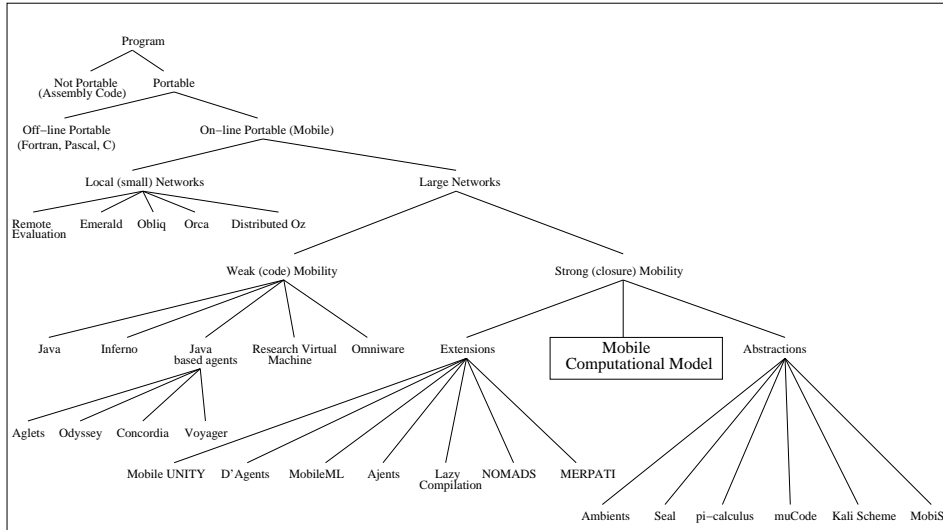 Program
Not Portable
(Assembly Code)
Portable
Off-line Portable
(Fortran, Pascal, C)
On-line Portable (Mobile)
Local (small) Networks
Large Networks
Remote
Evaluation
Emerald
Obliq
Orca
Distributed Oz
Weak (code) Mobility
Strong (closure) Mobility
Java
Inferno
Java
based agents
Research Virtual
Machine
Omniware
Extensions
Mobile
Computational Model
Abstractions
Aglets
Odyssey
Concordia
Voyager
Mobile UNITY
D'Agents
MobileML
Ajents
Lazy
Compilation
NOMADS
MERPATI
Ambients
Seal
pi-calculus
muCode
Kali Scheme
MobiS